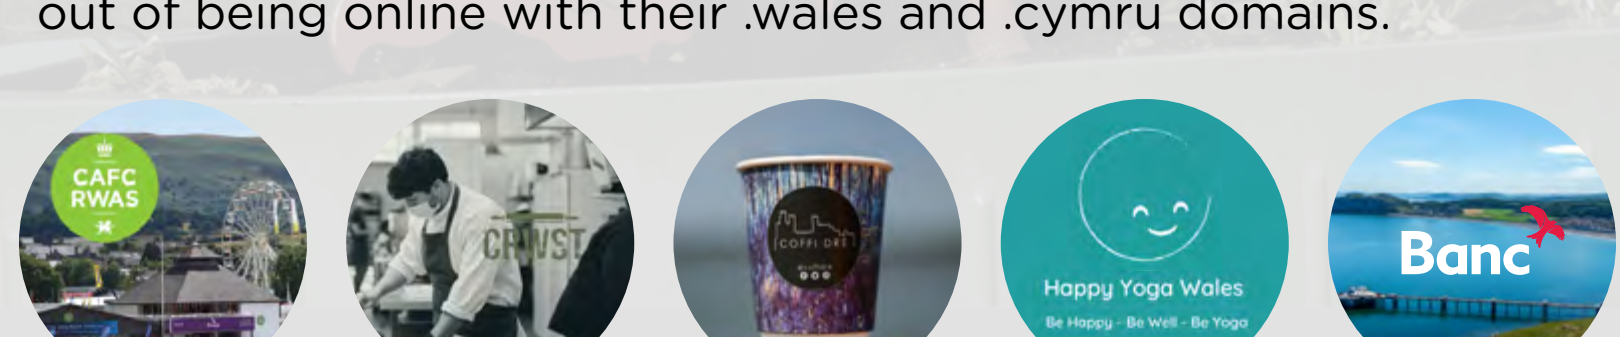 out of being online with their .wales and .cymru domains.
CAFC
RWAS
CRWST
COFFI DRE
Happy Yoga Wales
Be Happy - Be Well - Be Yoga
Banc